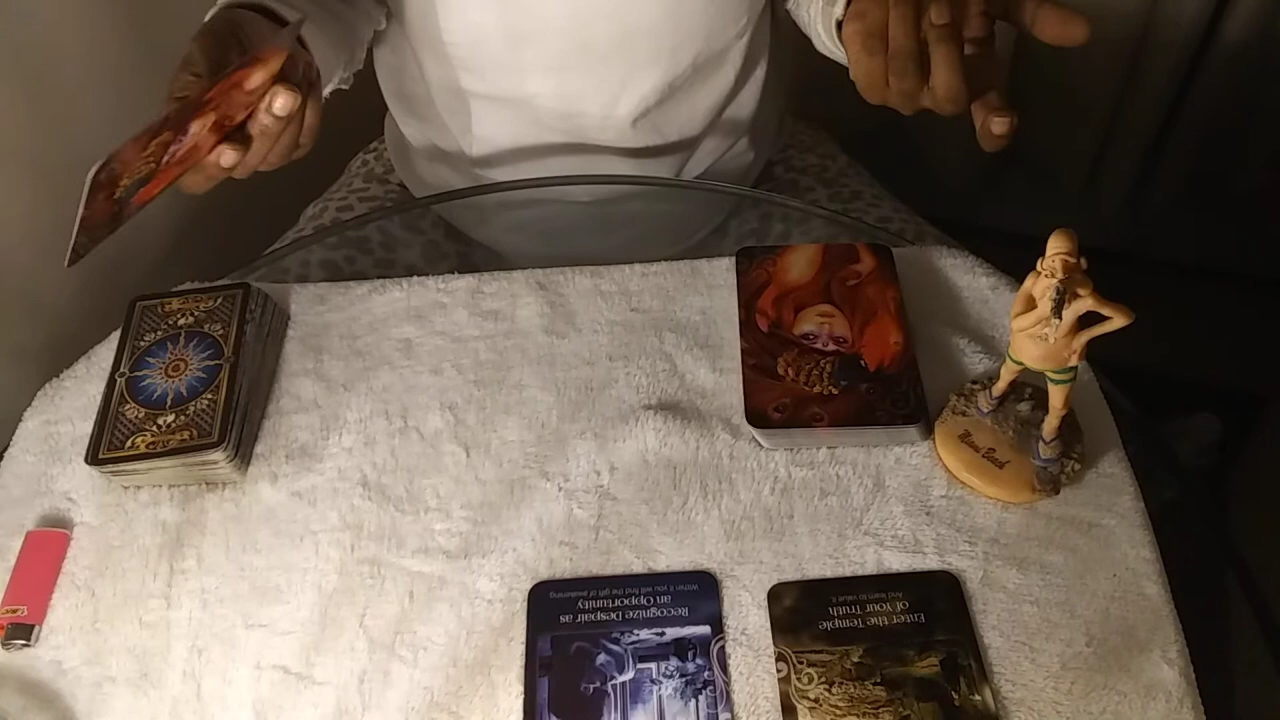 Miami Beach
BIC
Recognize Despair as
an Opportunity
Within it you will find the gift of awakening
Enter the Temple
of Your Truth
And learn to value it.